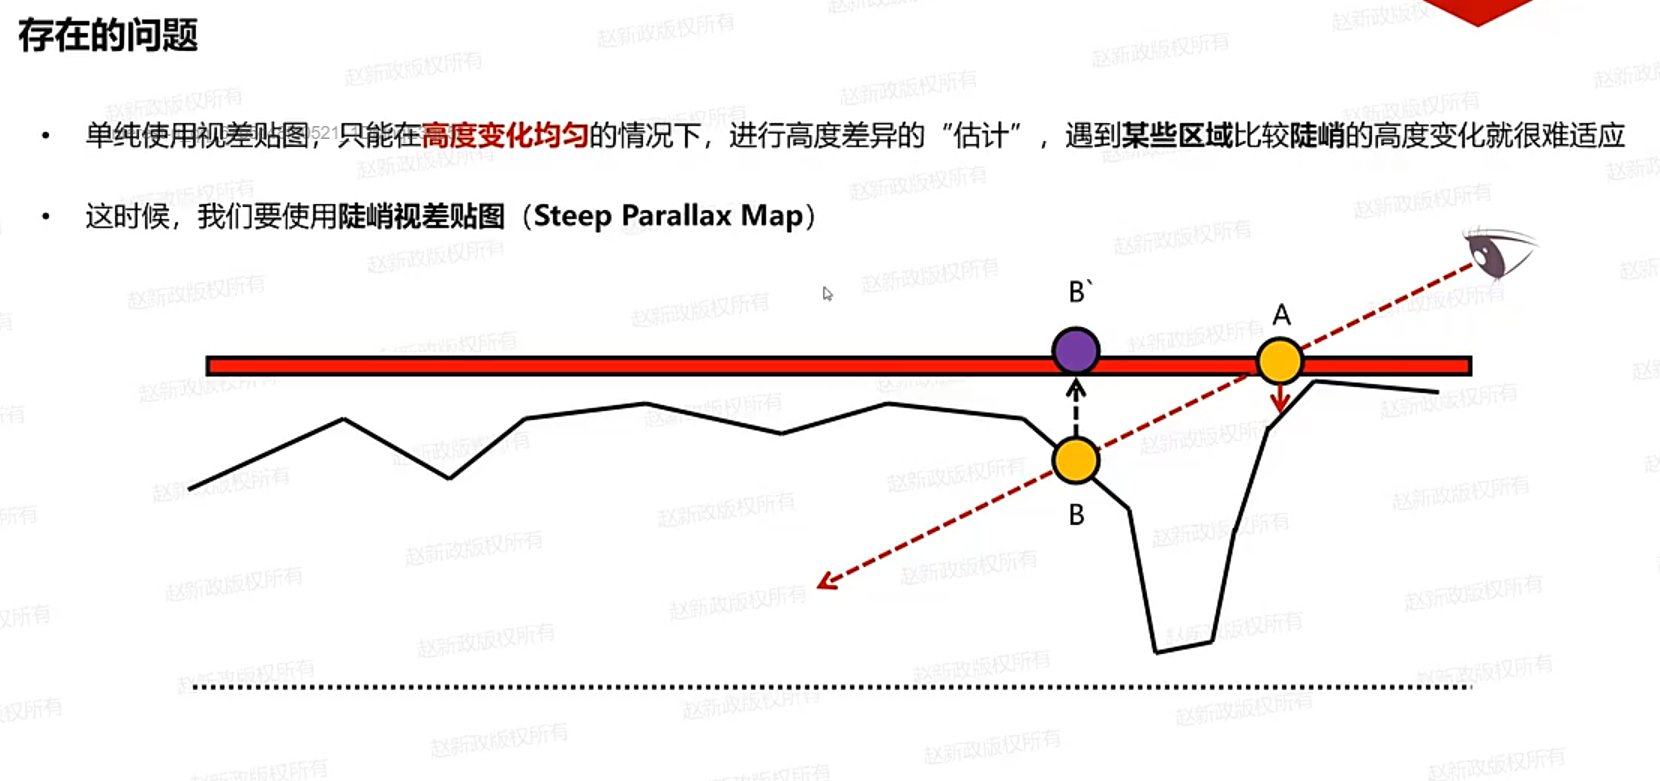 存在的问题
• 单纯使用视差贴图，只能在高度变化均匀的情况下，进行高度差异的“估计”，遇到某些区域比较陡峭的高度变化就很难适应
• 这时候，我们要使用陡峭视差贴图（Steep Parallax Map）
B`
A
B
赵新政版权所有